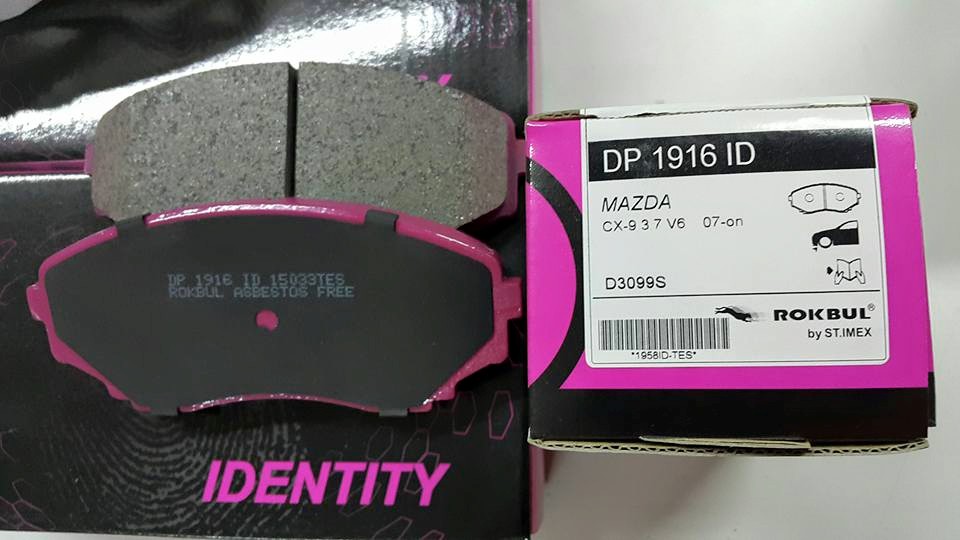 DP 1916 ID 15033TES
ROKBUL ASBESTOS FREE
IDENTITY
DP 1916 ID
MAZDA
CX-9 3 7 V6 07-on
D3099S
ROKBUL®
by ST.IMEX
*1958ID-TES*